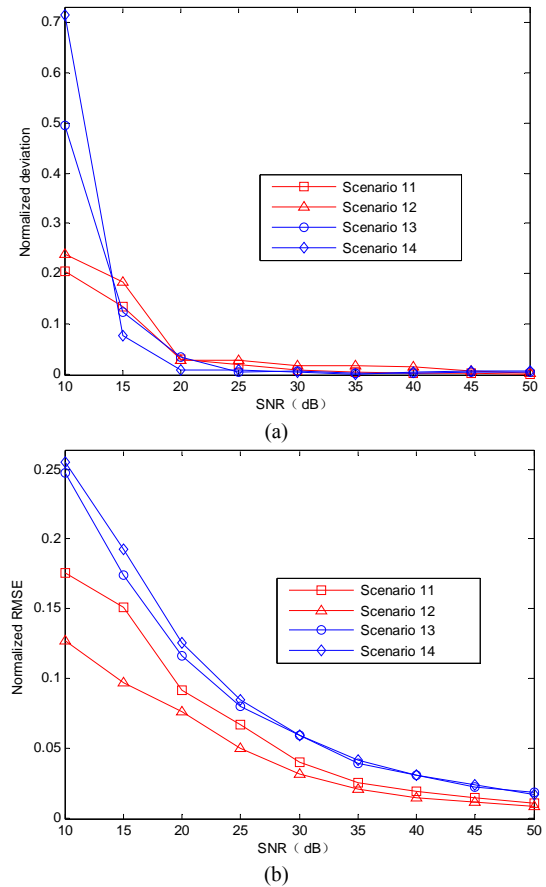 0.7
0.6
0.5
0.4
0.3
0.2
0.1
0
Normalized deviation
Scenario 11
Scenario 12
Scenario 13
Scenario 14
10 15 20 25 30 35 40 45 50
SNR（ dB）
(a)
0.25
0.2
0.15
0.1
0.05
0
Normalized RMSE
Scenario 11
Scenario 12
Scenario 13
Scenario 14
10 15 20 25 30 35 40 45 50
SNR（ dB）
(b)